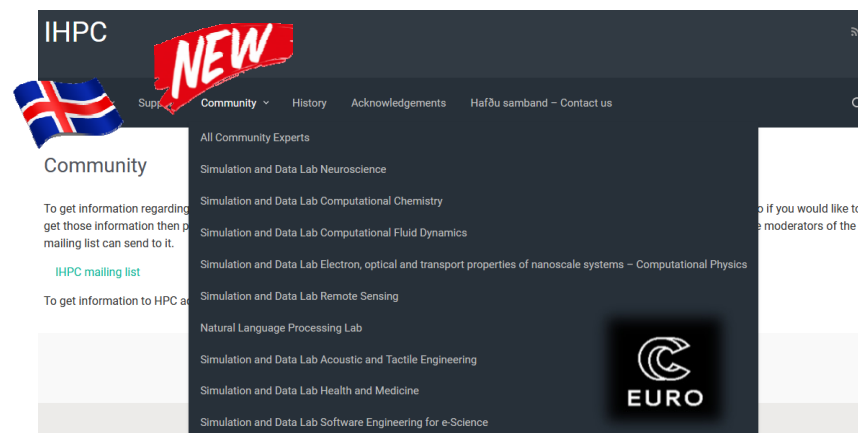 IHPC
NEW
Supp
Community
History
Acknowledgements
Hafðu samband – Contact us
All Community Experts
Simulation and Data Lab Neuroscience
Simulation and Data Lab Computational Chemistry
Simulation and Data Lab Computational Fluid Dynamics
Simulation and Data Lab Electron, optical and transport properties of nanoscale systems – Computational Physics
Simulation and Data Lab Remote Sensing
Natural Language Processing Lab
Simulation and Data Lab Acoustic and Tactile Engineering
Simulation and Data Lab Health and Medicine
Simulation and Data Lab Software Engineering for e-Science
Community
To get information regarding
o if you would like to
get those information then p
e moderators of the
mailing list can send to it.
IHPC mailing list
To get information to HPC a
CC
EURO